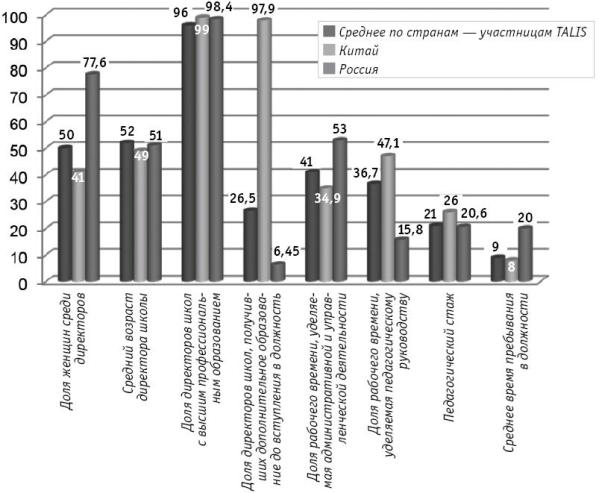 100
90
80
70
60
50
40
30
20
10
0
Среднее по странам — участницам TALIS
Китай
Россия
50
41
77,6
52
49
51
96
99
98,4
26,5
97,9
6,45
41
34,9
53
36,7
47,1
15,8
21
26
20,6
9
8
20
Доля женщин среди
директоров
Средний возраст
директора школы
Доля директоров школ
с высшим профессиональ-
ным образованием
Доля директоров школ, получив-
ших дополнительное образова-
ние до вступления в должность
Доля рабочего времени, уделяе-
мая административной и управ-
ленческой деятельности
Доля рабочего времени,
уделяемая педагогическому
руководству
Педагогический стаж
Среднее время пребывания
в должности